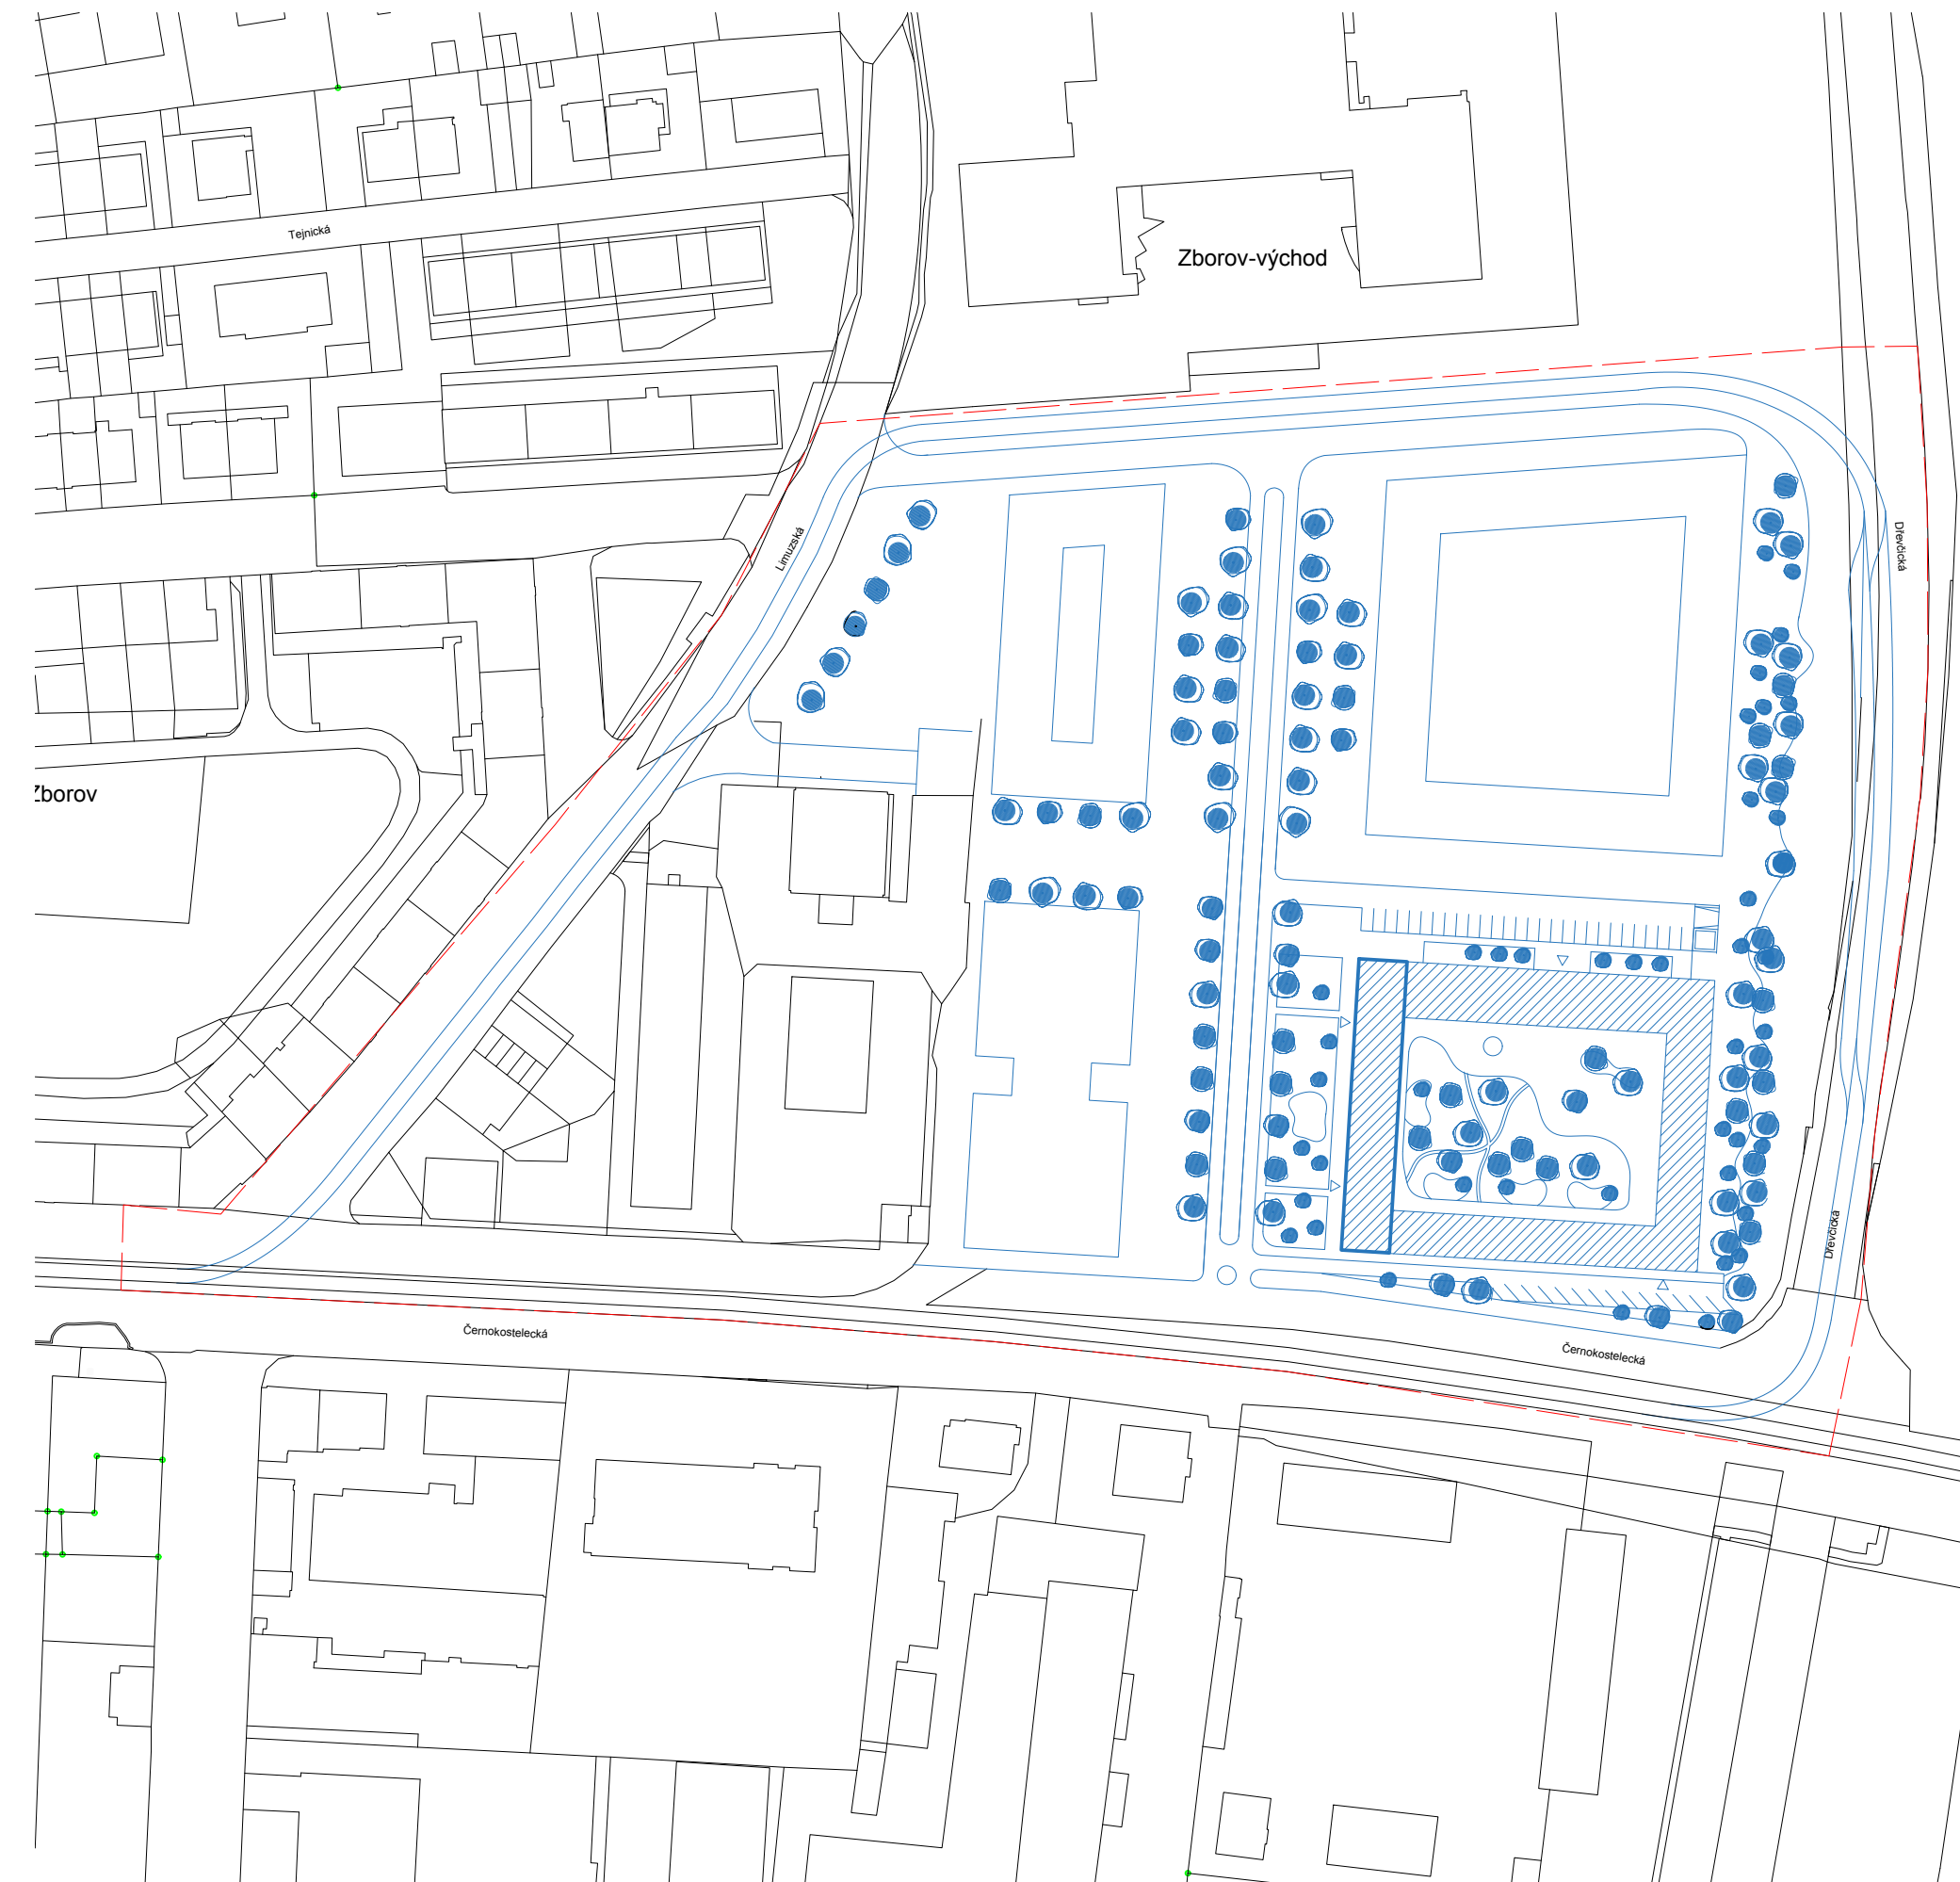 Tejnická
Zborov-východ
Limuzská
Dřevčická
Zborov
Dřevčická
Černokostelecká
Černokostelecká